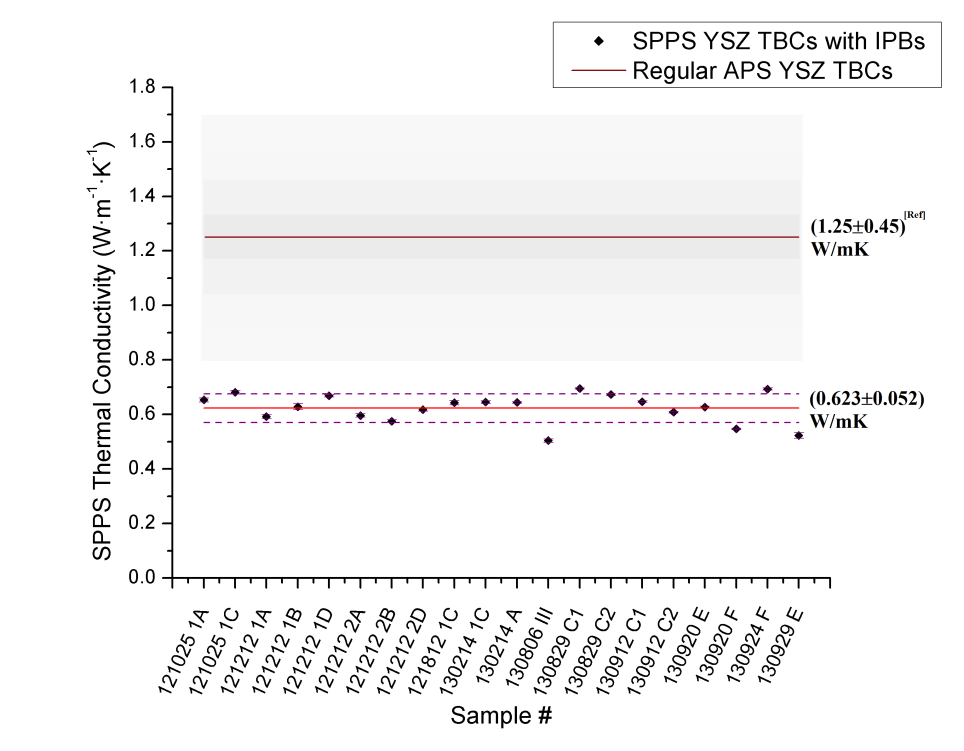 SPPS YSZ TBCs with IPBs
Regular APS YSZ TBCs
SPPS Thermal Conductivity (W·m⁻¹·K⁻¹)
1.8
1.6
1.4
1.2
1.0
0.8
0.6
0.4
0.2
0.0
(1.25±0.45)[Ref]
W/mK
(0.623±0.052)
W/mK
121025 1A
121025 1C
121212 1A
121212 1B
121212 1D
121212 2A
121212 2B
121212 2D
121812 1C
130214 1C
130214 A
130806 III
130829 C1
130829 C2
130912 C1
130912 C2
130920 E
130920 F
130924 F
130929 E
Sample #